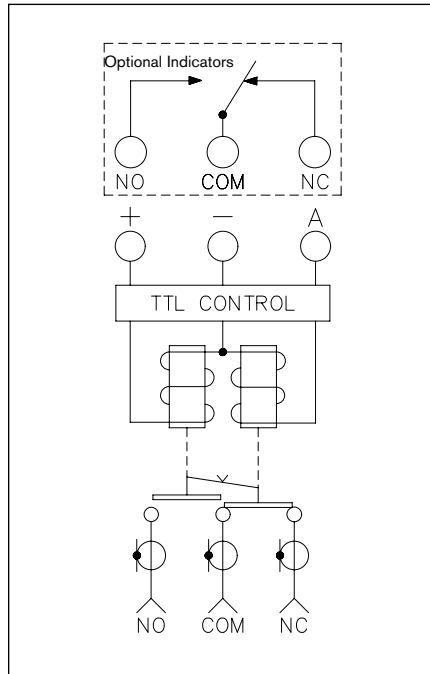 Optional Indicators
NO COM NC
+ − A
TTL CONTROL
NO COM NC